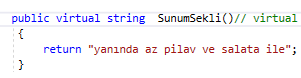 public virtual string  SunumSekli()// virtual
{
return "yanında az pilav ve salata ile";
}